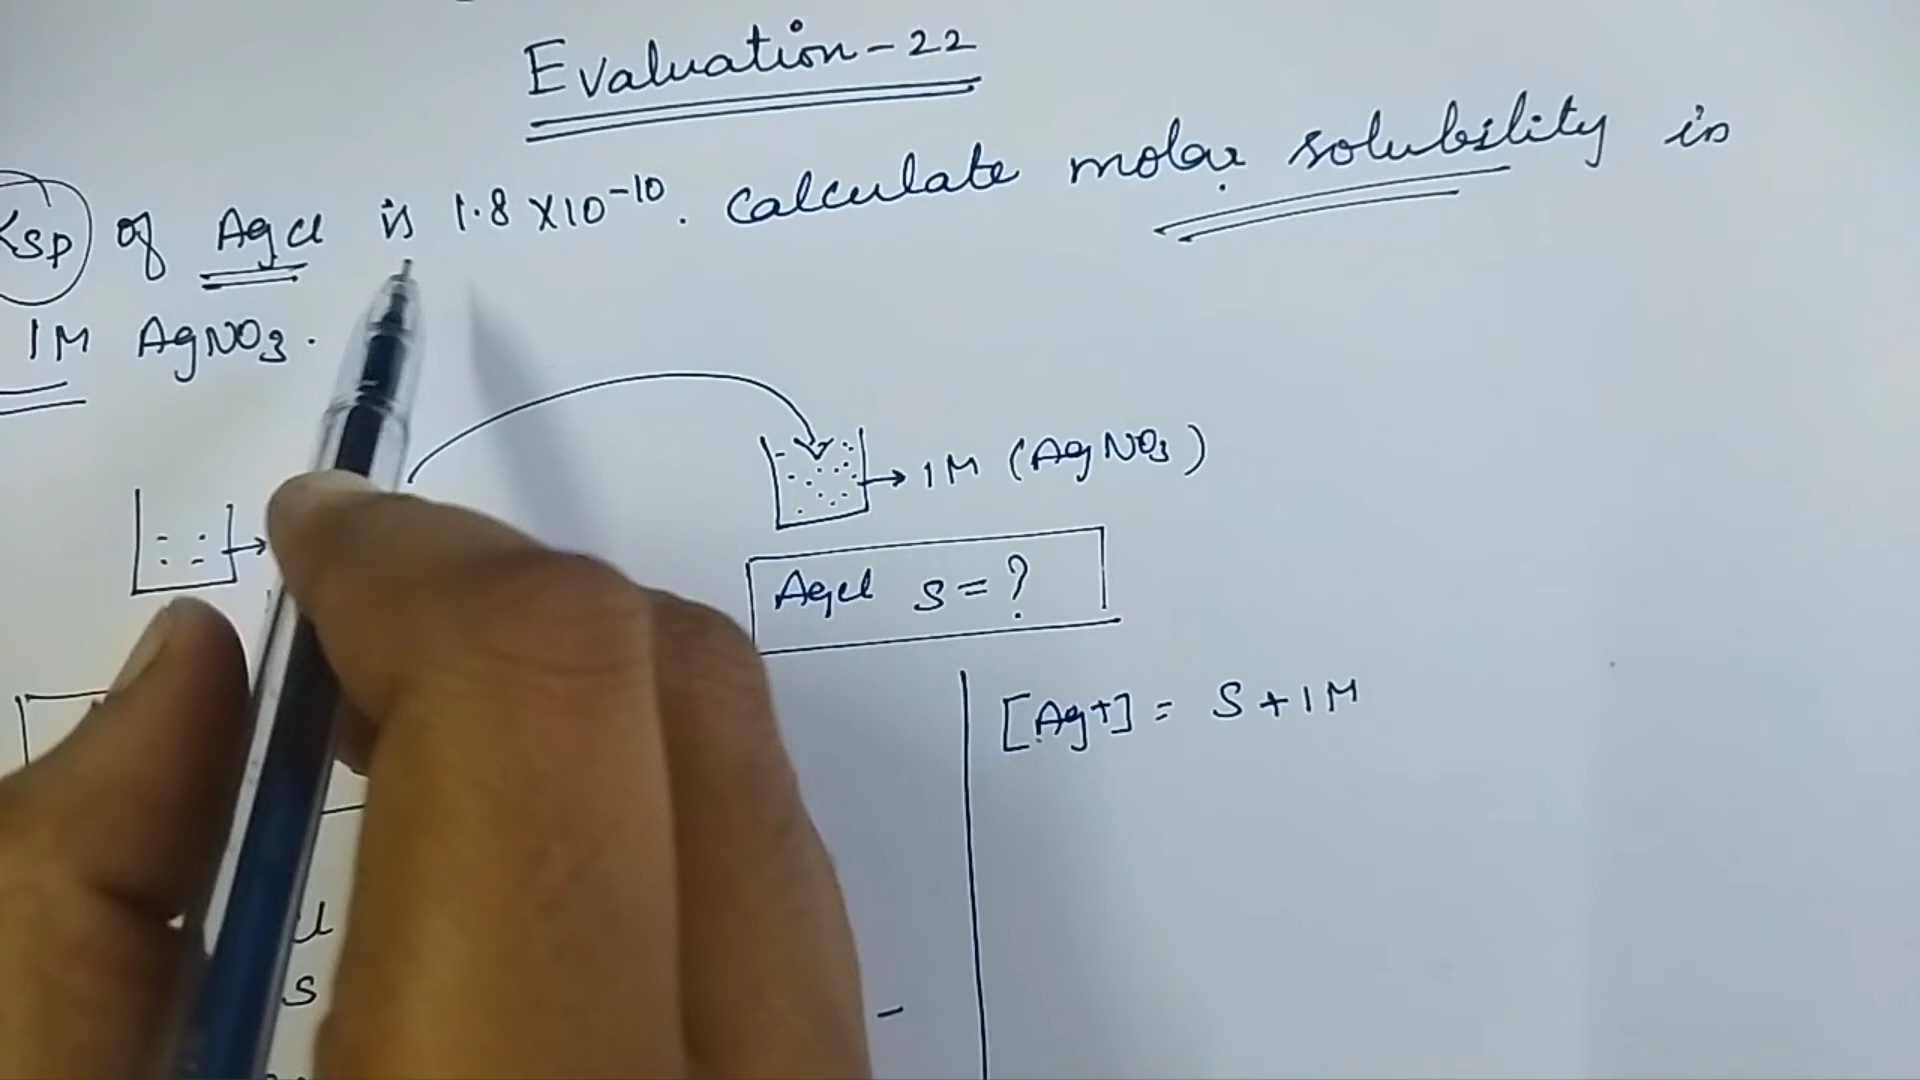 Evaluation-22
Ksp of AgCl is 1.8 X10⁻¹⁰. Calculate molar solubility in
1M AgNO₃.
→ 1M (AgNO₃)
AgCl S = ?
[Ag+] = S + 1M
S